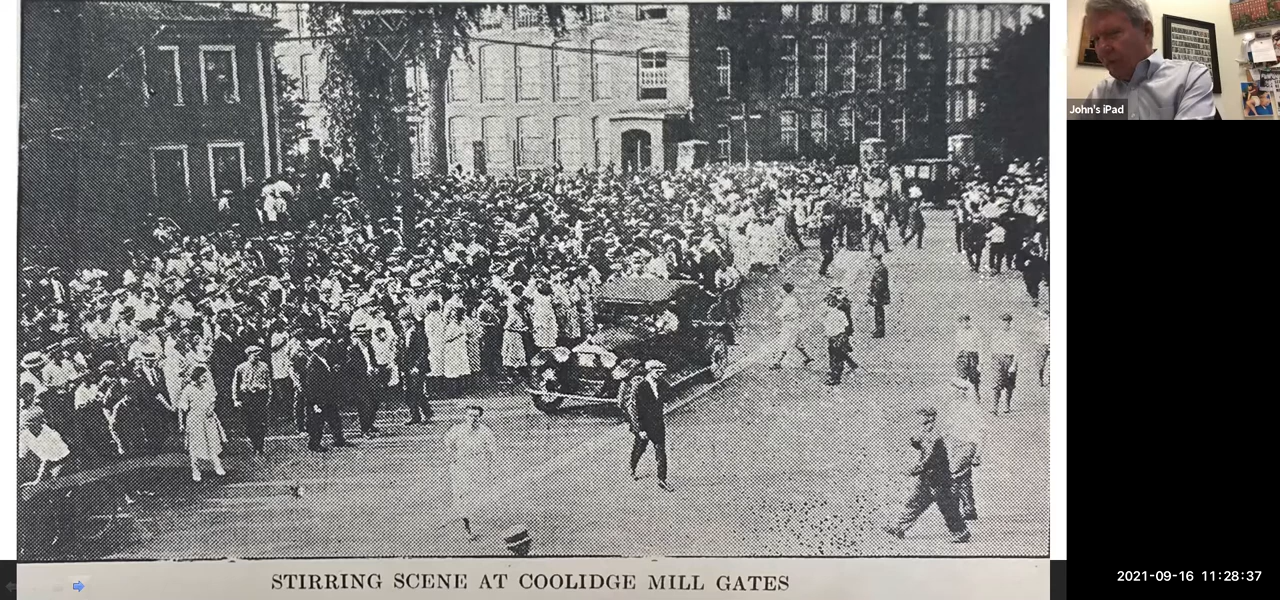 STIRRING SCENE AT COOLIDGE MILL GATES
John's iPad
2021-09-16 11:28:37